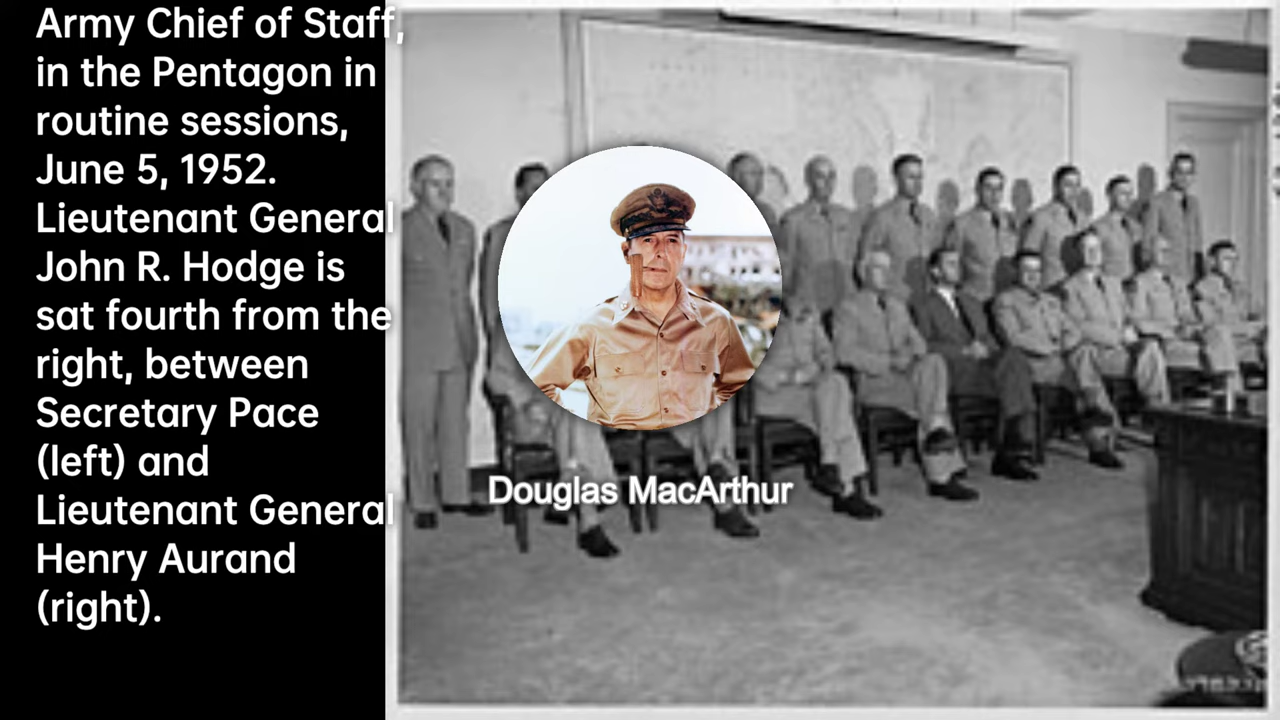 Army Chief of Staff,
in the Pentagon in
routine sessions,
June 5, 1952.
Lieutenant General
John R. Hodge is
sat fourth from the
right, between
Secretary Pace
(left) and
Lieutenant General
Henry Aurand
(right).
Douglas MacArthur